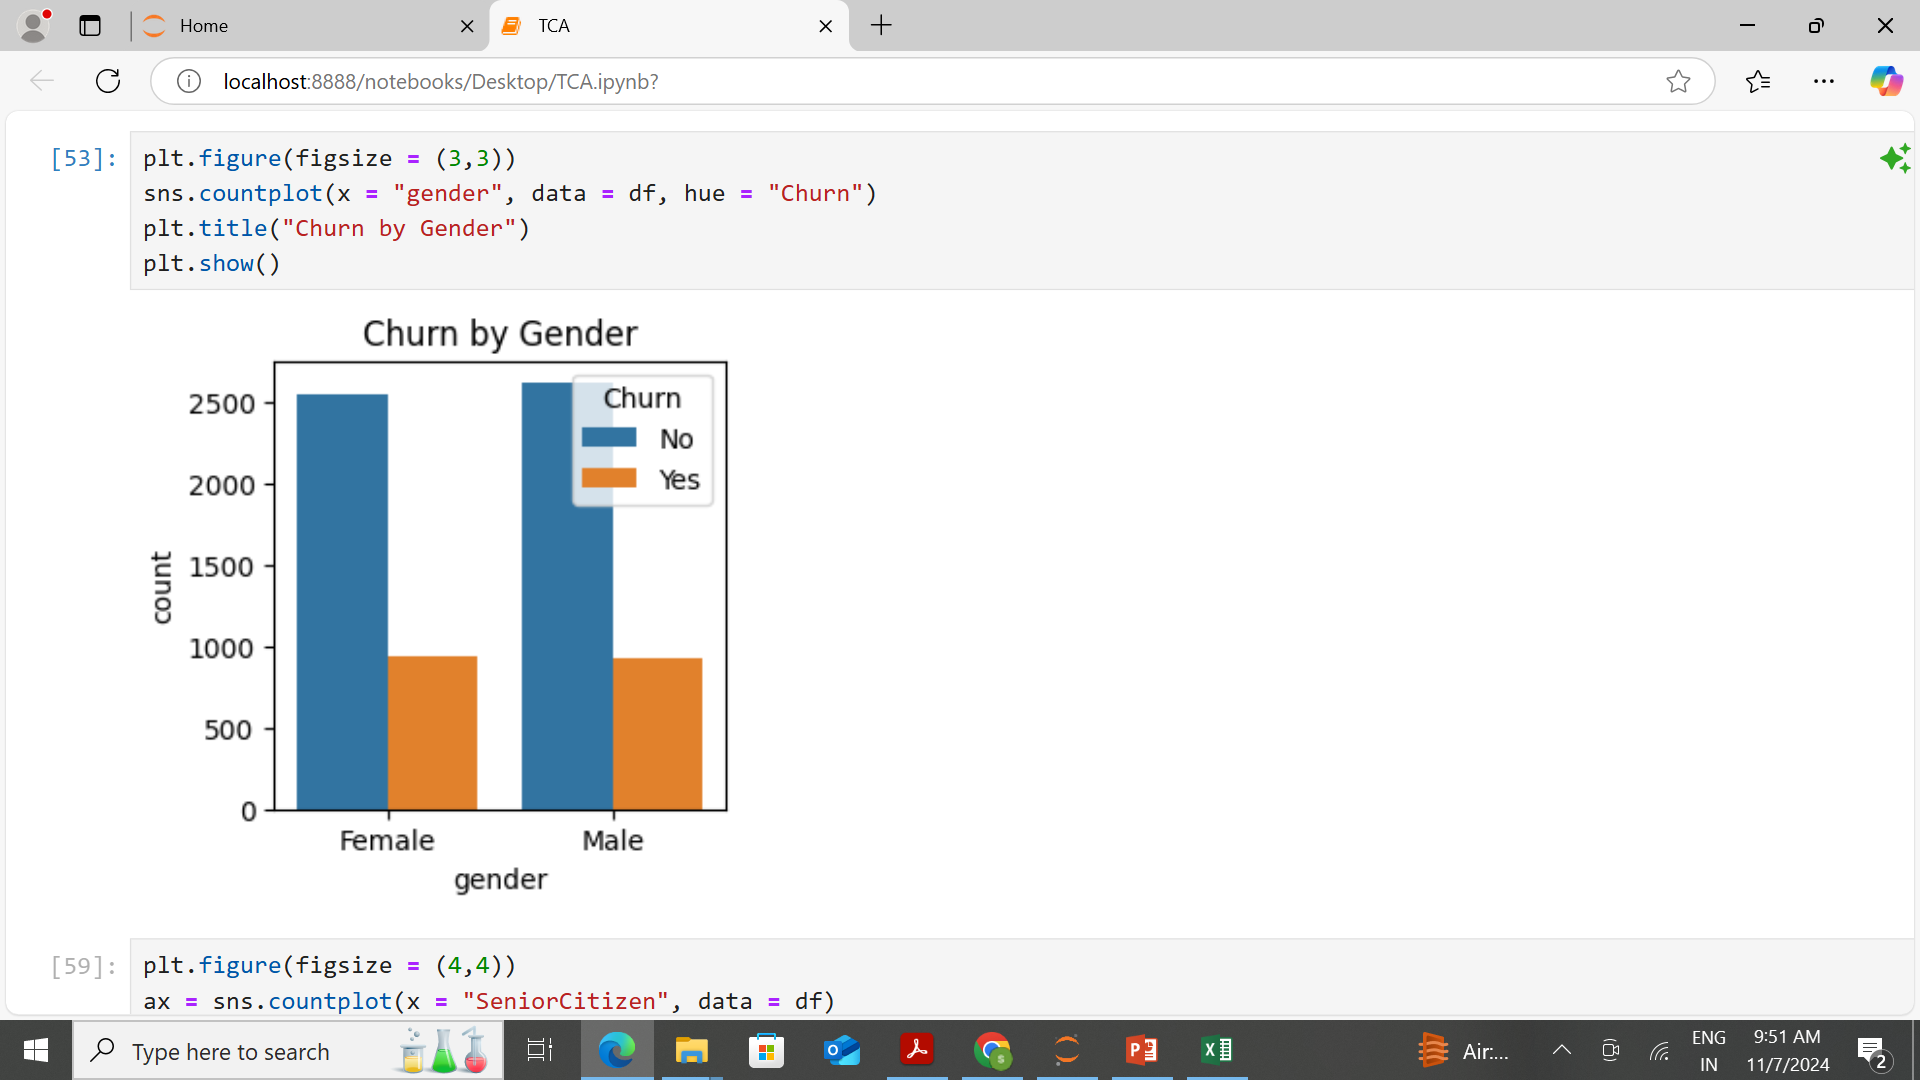 Home
TCA
localhost:8888/notebooks/Desktop/TCA.ipynb?
[53]:
plt.figure(figsize = (3,3))
sns.countplot(x = "gender", data = df, hue = "Churn")
plt.title("Churn by Gender")
plt.show()
Churn by Gender
Churn
No
Yes
2500
2000
1500
1000
500
0
count
Female Male
gender
[59]:
plt.figure(figsize = (4,4))
ax = sns.countplot(x = "SeniorCitizen", data = df)
Type here to search
Air:...
ENG
IN
9:51 AM
11/7/2024
2